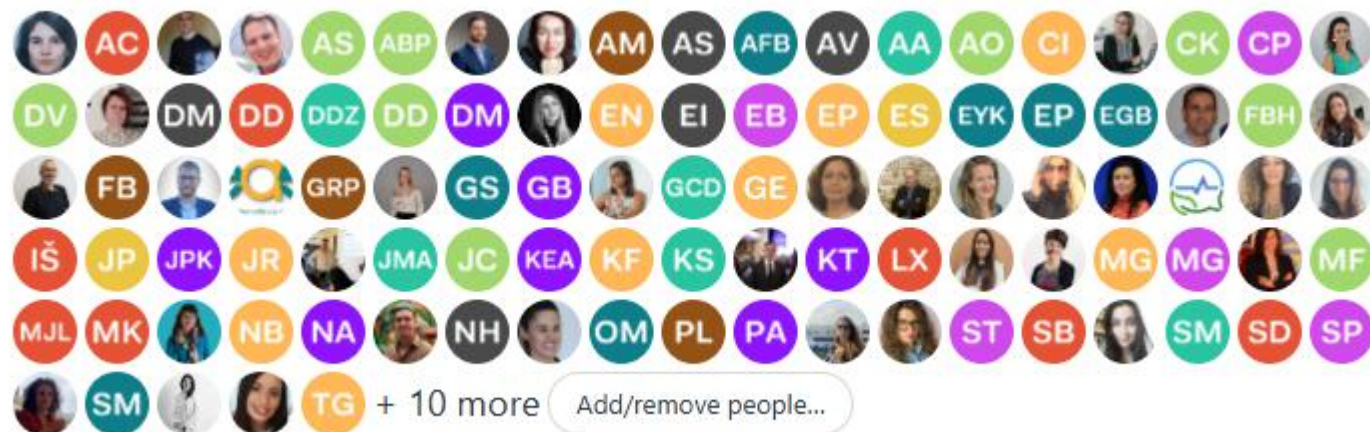 AC AS ABP AM AS AFB AV AA AO CI CK CP
DV DM DD DDZ DD DM EN EI EB EP ES EYK EP EGB FBH
FB GRP GS GB GCD GE
IŠ JP JPK JR JMA JC KEA KF KS KT LX MG MG MF
MJL MK NB NA NH OM PL PA ST SB SM SD SP
SM TG + 10 more Add/remove people...